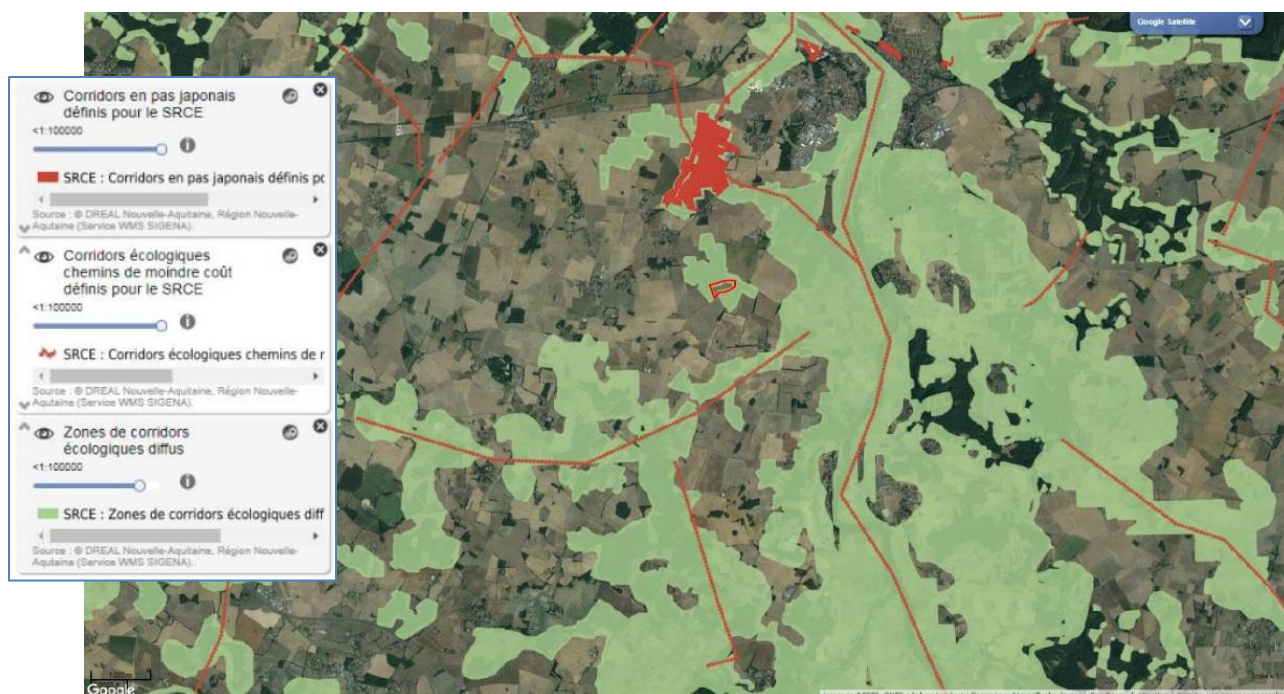 Google Satellite
Corridors en pas japonais
définis pour le SRCE
<1:100000
SRCE : Corridors en pas japonais définis po
Source : © DREAL Nouvelle-Aquitaine, Région Nouvelle-
Aquitaine (Service WMS SIGENA).
Corridors écologiques
chemins de moindre coût
définis pour le SRCE
<1:100000
SRCE : Corridors écologiques chemins de r
Source : © DREAL Nouvelle-Aquitaine, Région Nouvelle-
Aquitaine (Service WMS SIGENA).
Zones de corridors
écologiques diffus
<1:100000
SRCE : Zones de corridors écologiques diff
Source : © DREAL Nouvelle-Aquitaine, Région Nouvelle-
Aquitaine (Service WMS SIGENA).
Google